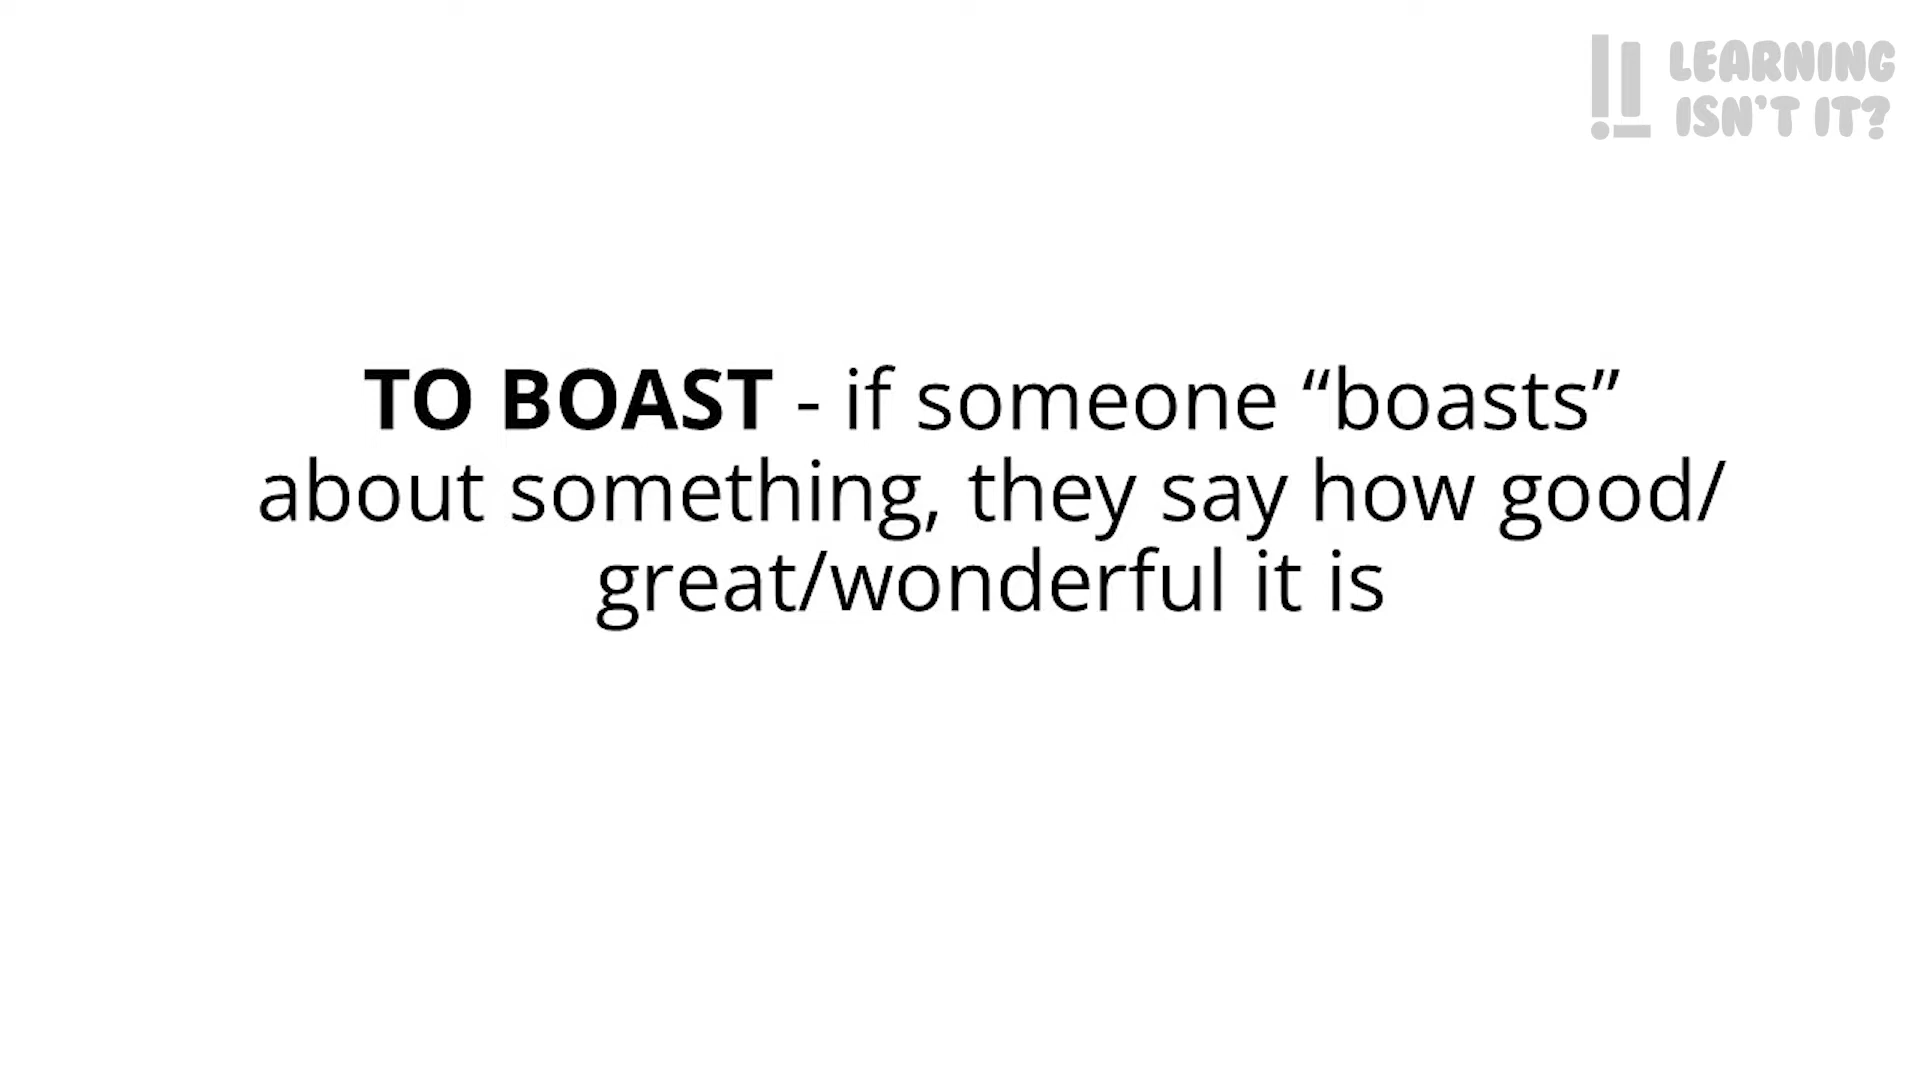 LEARNING
ISN'T IT?
TO BOAST - if someone “boasts”
about something, they say how good/
great/wonderful it is